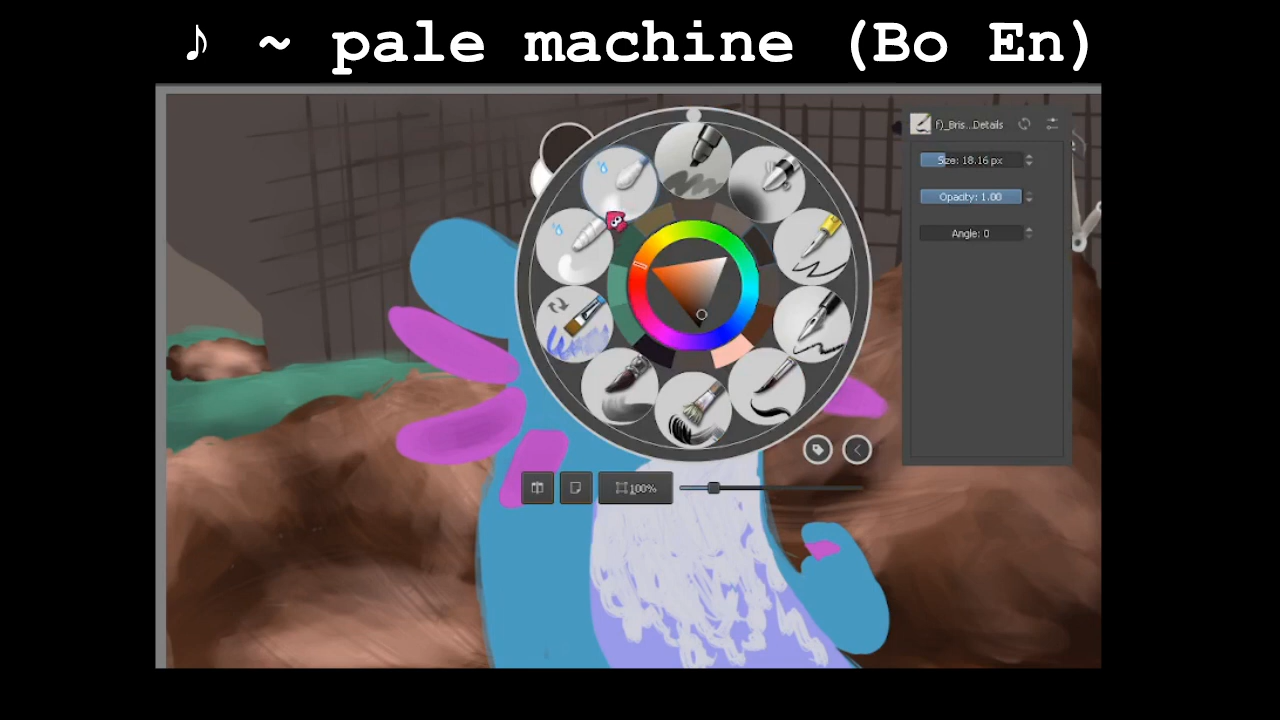 ♪ ~ pale machine (Bo En)
f)_Bris...Details
Size: 18.16 px
Opacity: 1.00
Angle: 0
100%